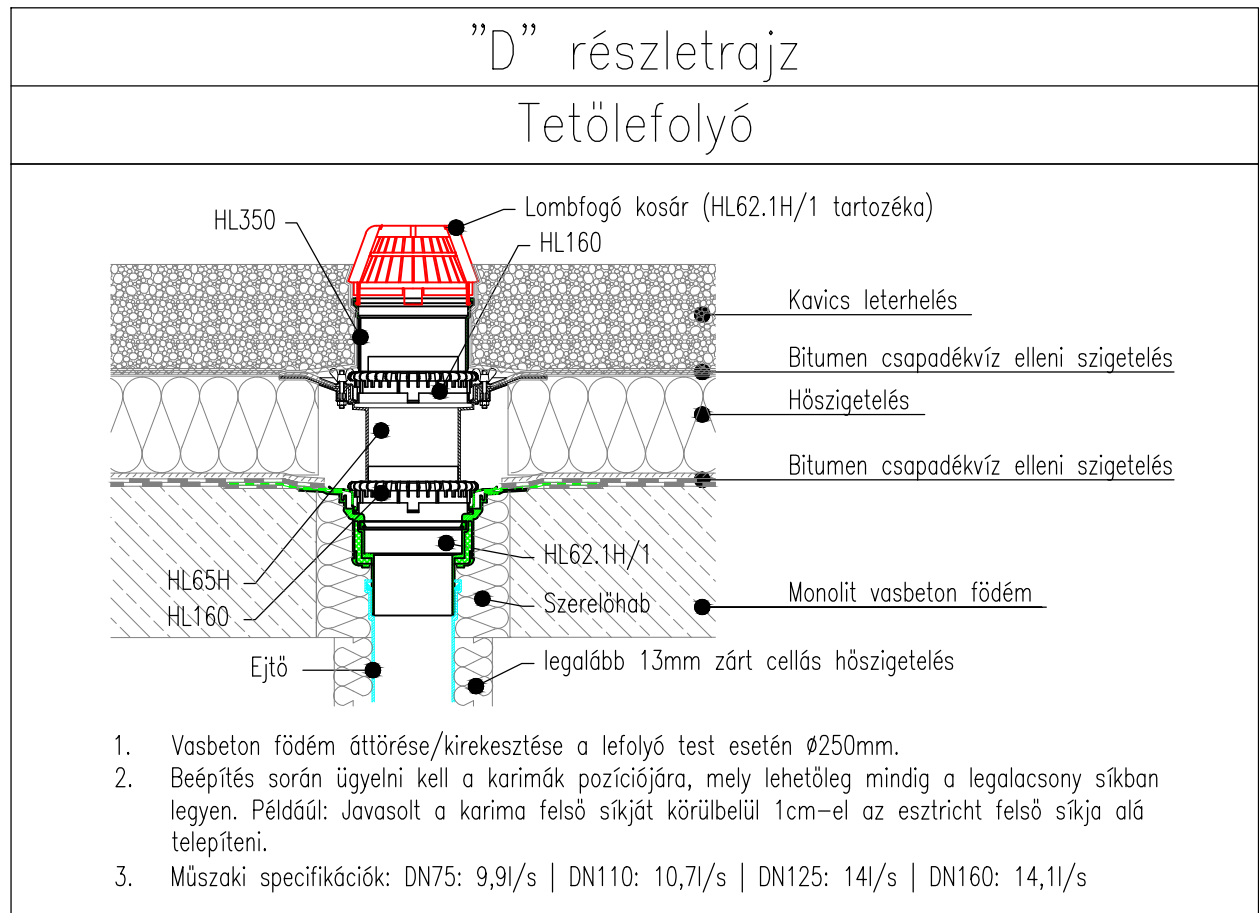 ”D” részletrajz
Tetölefolyó
Lombfogó kosár (HL62.1H/1 tartozéka)
HL350
HL160
Kavics leterhelés
Bitumen csapadékvíz elleni szigetelés
Höszigetelés
Bitumen csapadékvíz elleni szigetelés
HL62.1H/1
HL65H
Szerelöhab
Monolit vasbeton födém
HL160
Ejtö
legalább 13mm zárt cellás höszigetelés
1. Vasbeton födém áttörése/kirekesztése a lefolyó test esetén Ø250mm.
2. Beépítés során ügyelni kell a karimák pozíciójára, mely lehetöleg mindig a legalacsony síkban
legyen. Példáúl: Javasolt a karima felsö síkját körülbelül 1cm-el az esztricht felsö síkja alá
telepíteni.
3. Müszaki specifikációk: DN75: 9,9l/s | DN110: 10,7l/s | DN125: 14l/s | DN160: 14,1l/s